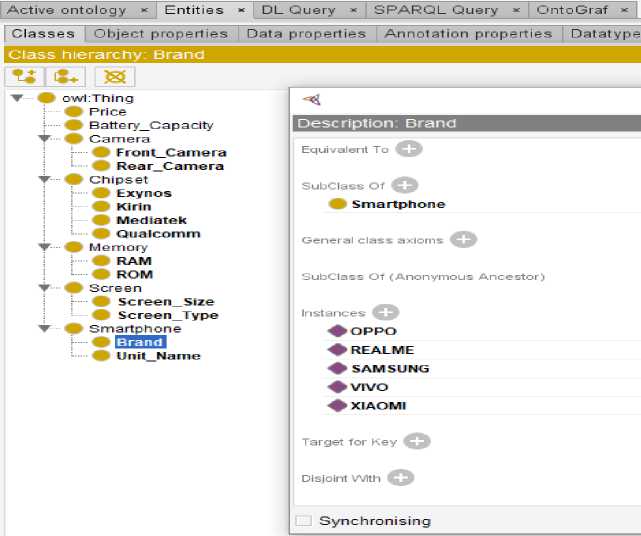 Active ontology × Entities × DL Query × SPARQL Query × OntoGraf ×
Classes Object properties Data properties Annotation properties Datatype
Class hierarchy: Brand
owl:Thing
Price
Battery_Capacity
Camera
Front_Camera
Rear_Camera
Chipset
Exynos
Kirin
Mediatek
Qualcomm
Memory
RAM
ROM
Screen
Screen_Size
Screen_Type
Smartphone
Brand
Unit_Name
Description: Brand
Equivalent To
SubClass Of
Smartphone
General class axioms
SubClass Of (Anonymous Ancestor)
Instances
OPPO
REALME
SAMSUNG
VIVO
XIAOMI
Target for Key
Disjoint With
Synchronising